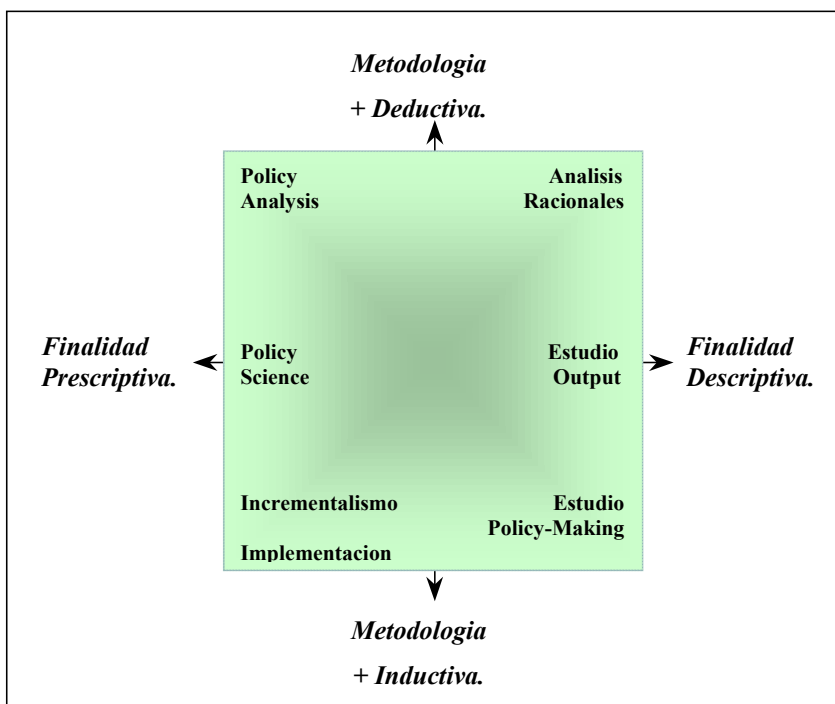 Metodologia
+ Deductiva.
Policy
Analysis
Analisis
Racionales
Finalidad
Prescriptiva.
Policy
Science
Estudio
Output
Finalidad
Descriptiva.
Incrementalismo
Implementacion
Estudio
Policy-Making
Metodologia
+ Inductiva.